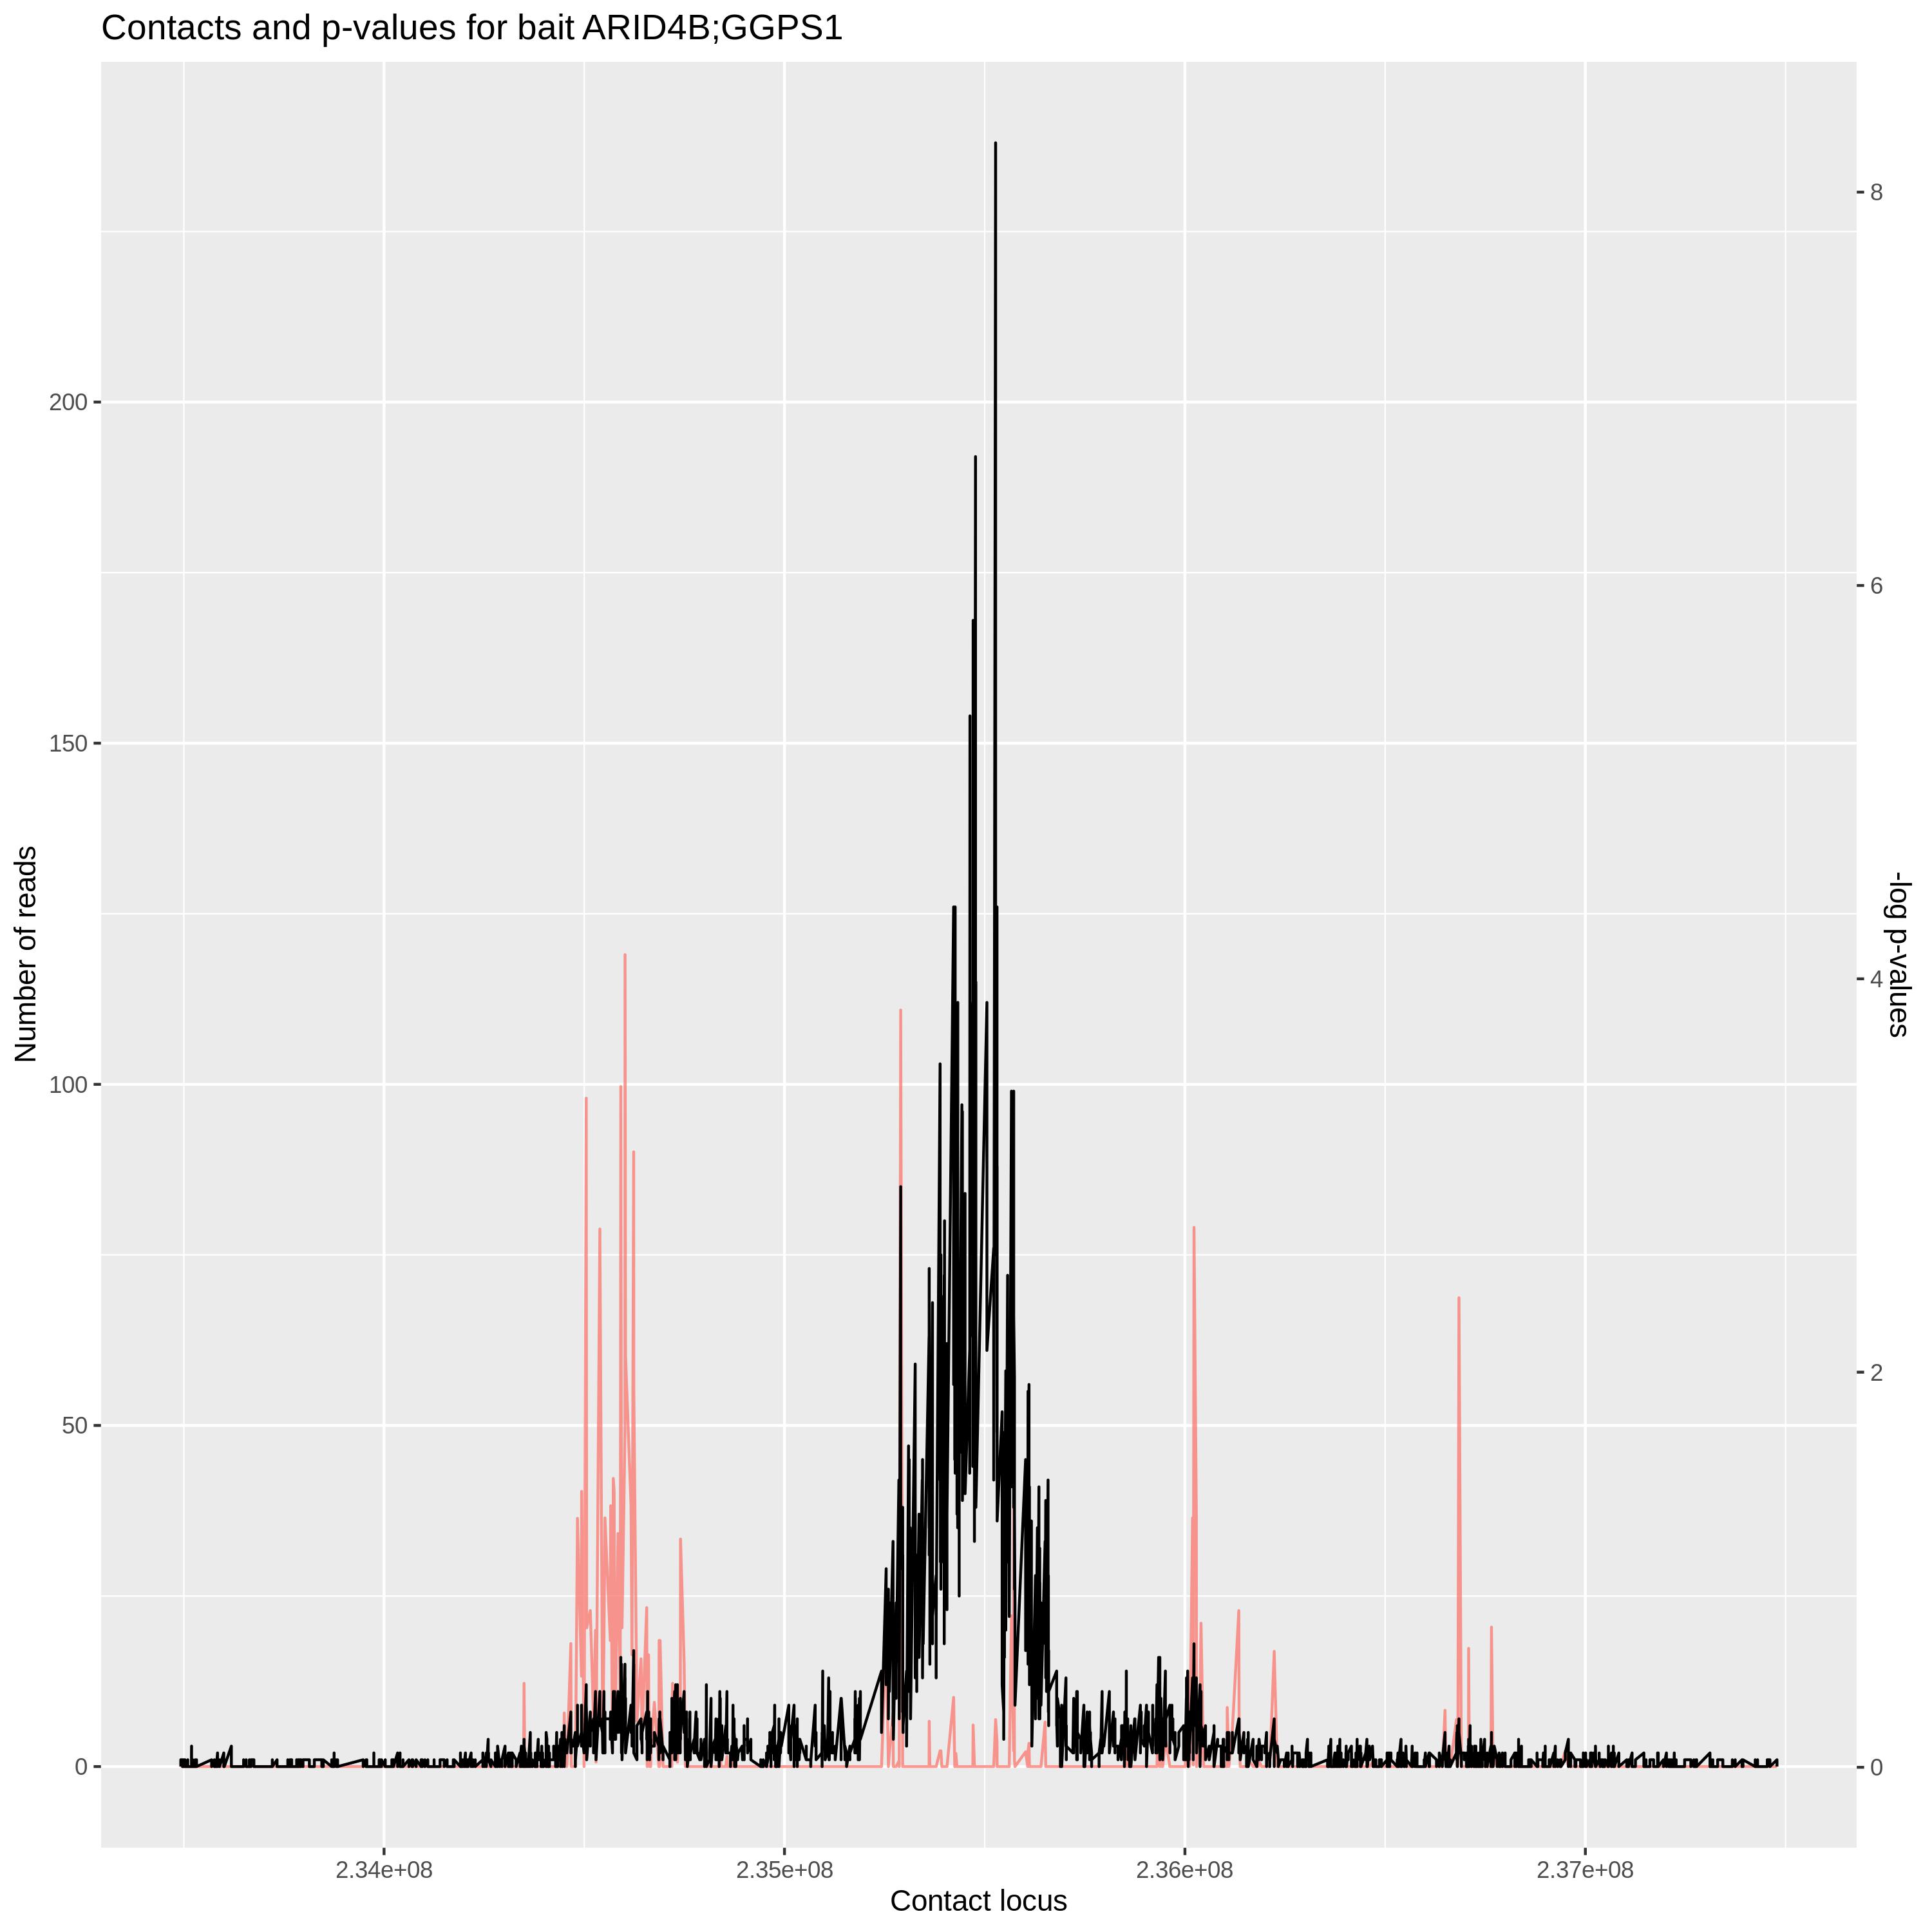 Contacts and p-values for bait ARID4B;GGPS1
Number of reads
200
150
100
50
0
8
6
4
2
0
-log p-values
2.34e+08
2.35e+08
2.36e+08
2.37e+08
Contact locus